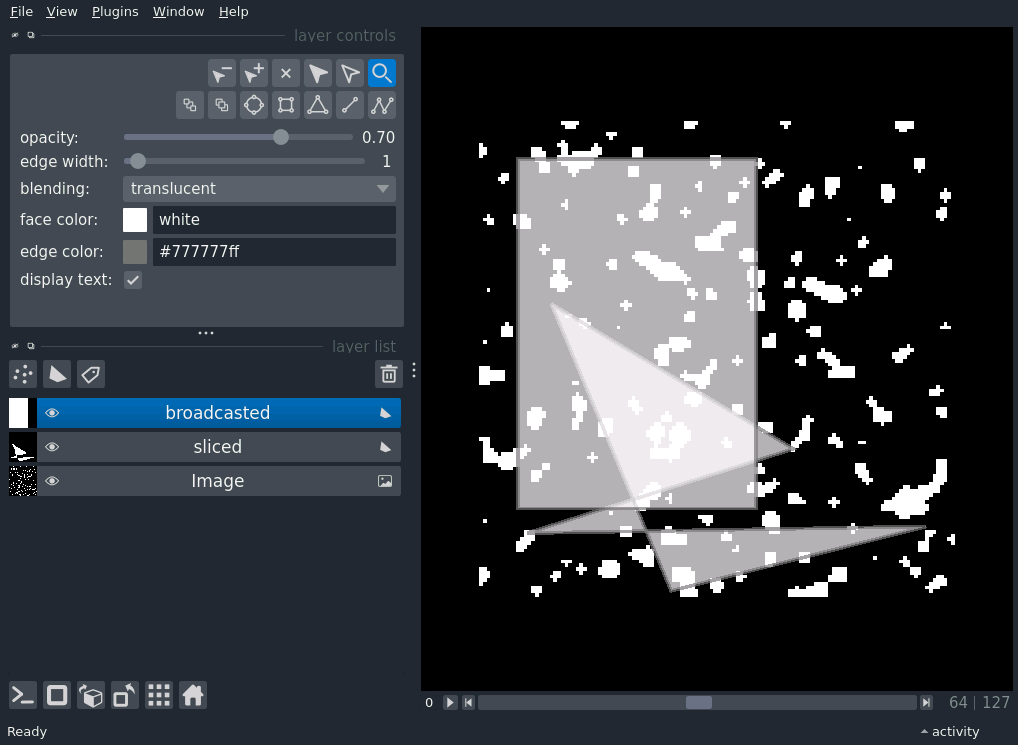 File View Plugins Window Help
layer controls
opacity: 0.70
edge width: 1
blending: translucent
face color: white
edge color: #777777ff
display text:
layer list
broadcasted
sliced
Image
0 64 | 127
Ready activity